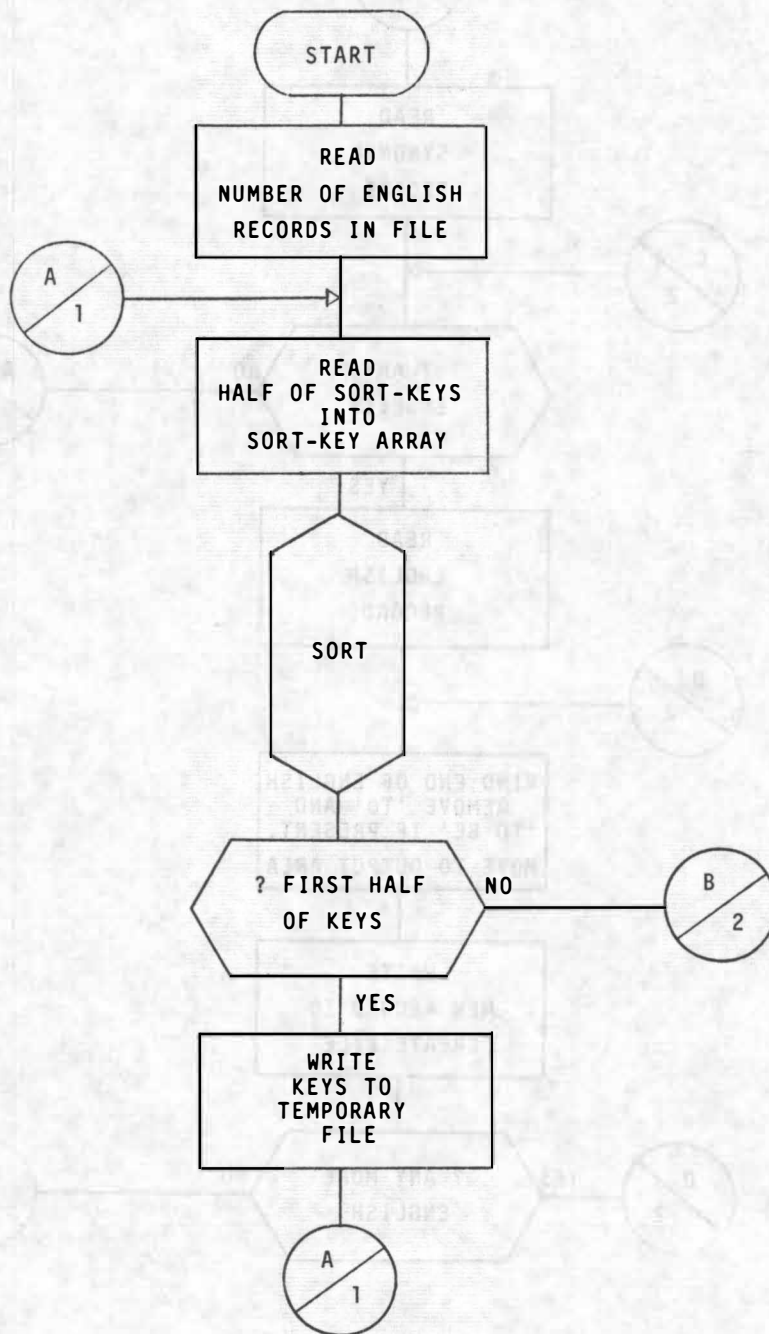 START
READ
NUMBER OF ENGLISH
RECORDS IN FILE
A
1
READ
HALF OF SORT-KEYS
INTO
SORT-KEY ARRAY
SORT
? FIRST HALF
OF KEYS
NO
B
2
YES
WRITE
KEYS TO
TEMPORARY
FILE
A
1